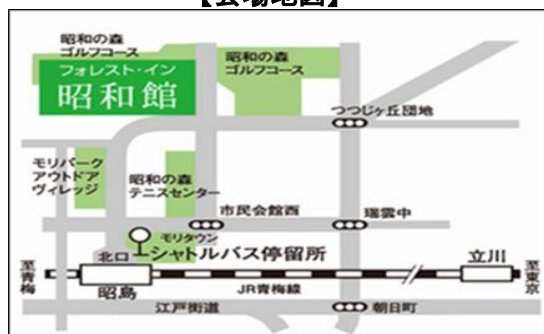 【会場地図】
昭和の森
ゴルフコース
フォレスト・イン
昭和館
昭和の森
ゴルフコース
つつじヶ丘団地
モリパーク
アウトドア
ヴィレッジ
昭和の森
テニスセンター
市民会館西
瑞雲中
モリタウン
北口
シャトルバス停留所
立川
至青梅
至東京
昭島
JR青梅線
江戸街道
朝日町